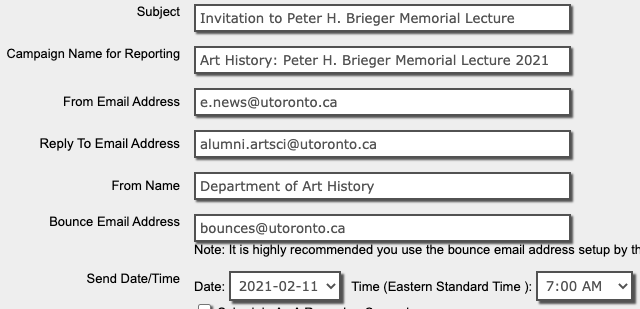 Subject Invitation to Peter H. Brieger Memorial Lecture
Campaign Name for Reporting Art History: Peter H. Brieger Memorial Lecture 2021
From Email Address e.news@utoronto.ca
Reply To Email Address alumni.artsci@utoronto.ca
From Name Department of Art History
Bounce Email Address bounces@utoronto.ca
Note: It is highly recommended you use the bounce email address setup by th
Send Date/Time Date: 2021-02-11 Time (Eastern Standard Time ): 7:00 AM